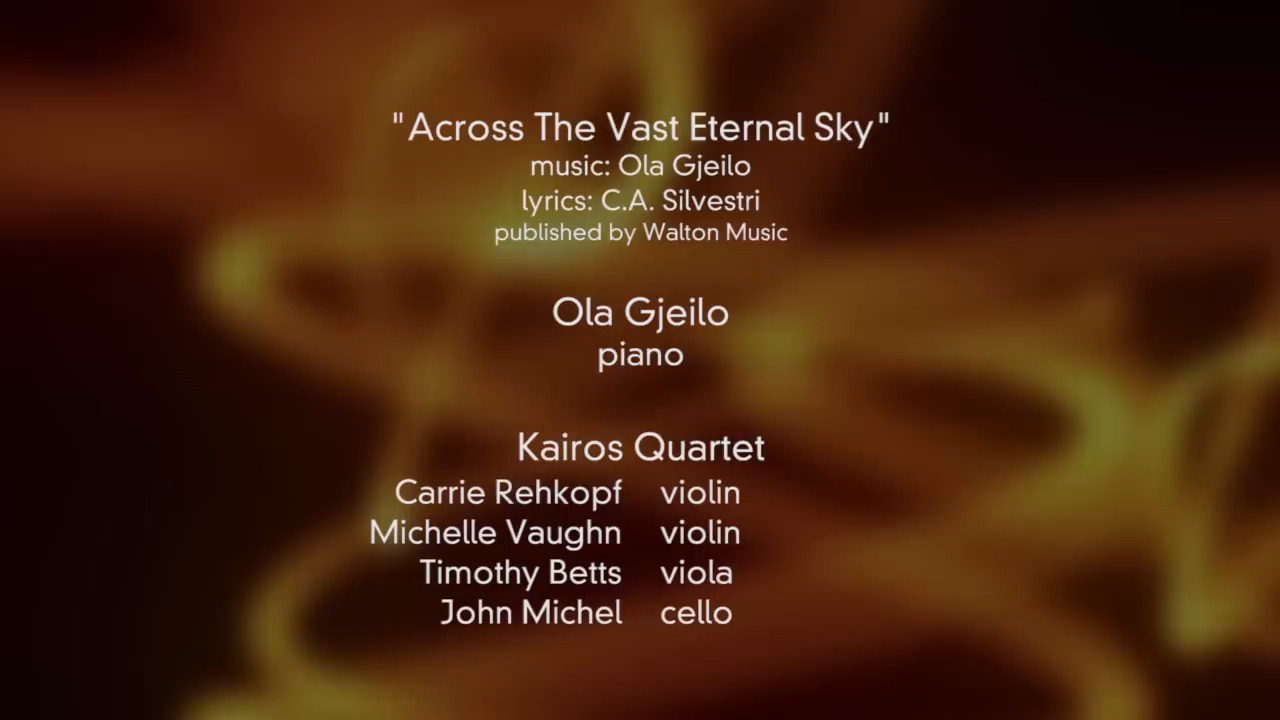 "Across The Vast Eternal Sky"
music: Ola Gjeilo
lyrics: C.A. Silvestri
published by Walton Music
Ola Gjeilo
piano
Kairos Quartet
Carrie Rehkopf violin
Michelle Vaughn violin
Timothy Betts viola
John Michel cello